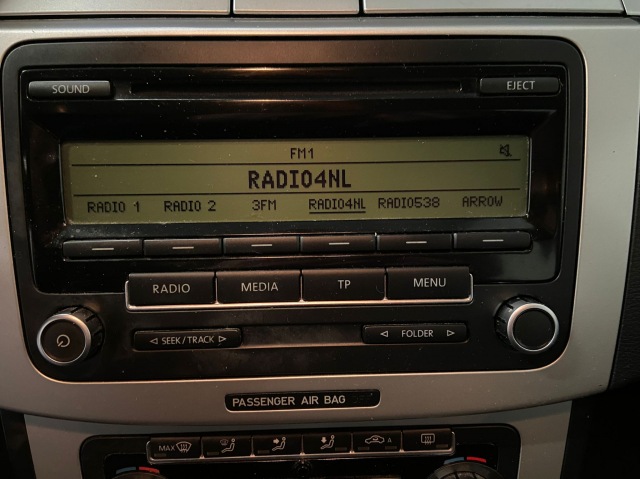 SOUND EJECT
FM1
RADIO4NL
RADIO 1 RADIO 2 3FM RADIO4NL RADIO538 ARROW
RADIO MEDIA TP MENU
SEEK/TRACK FOLDER
PASSENGER AIR BAG
MAX A